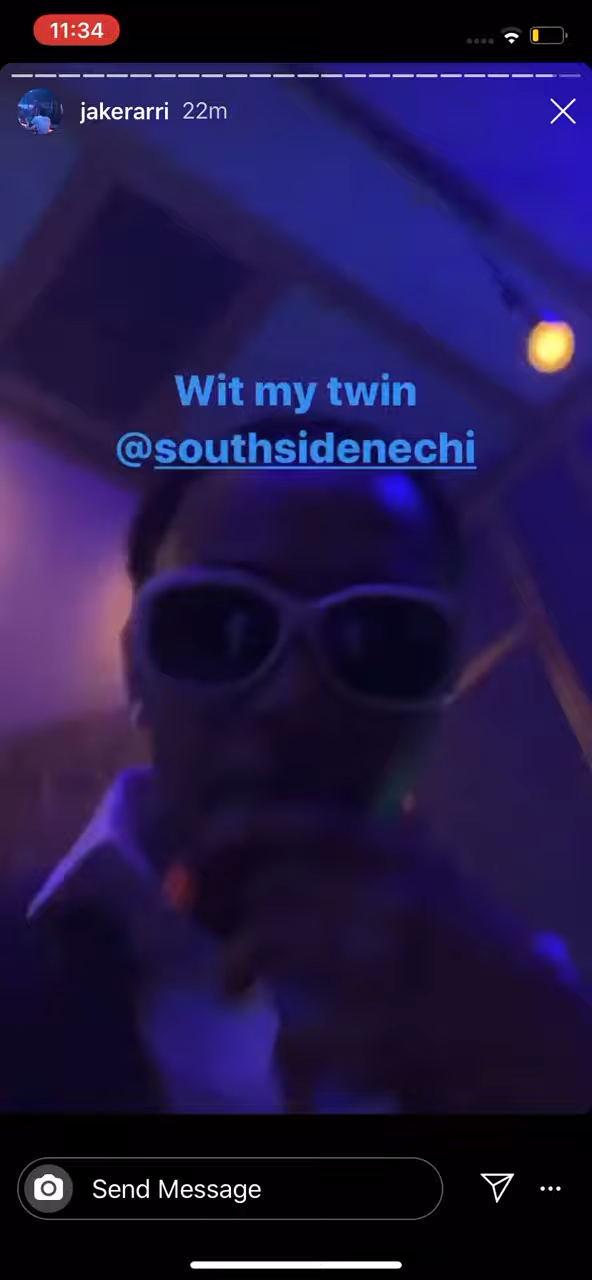 11:34
jakerarri 22m
Wit my twin
@southsidenechi
Send Message